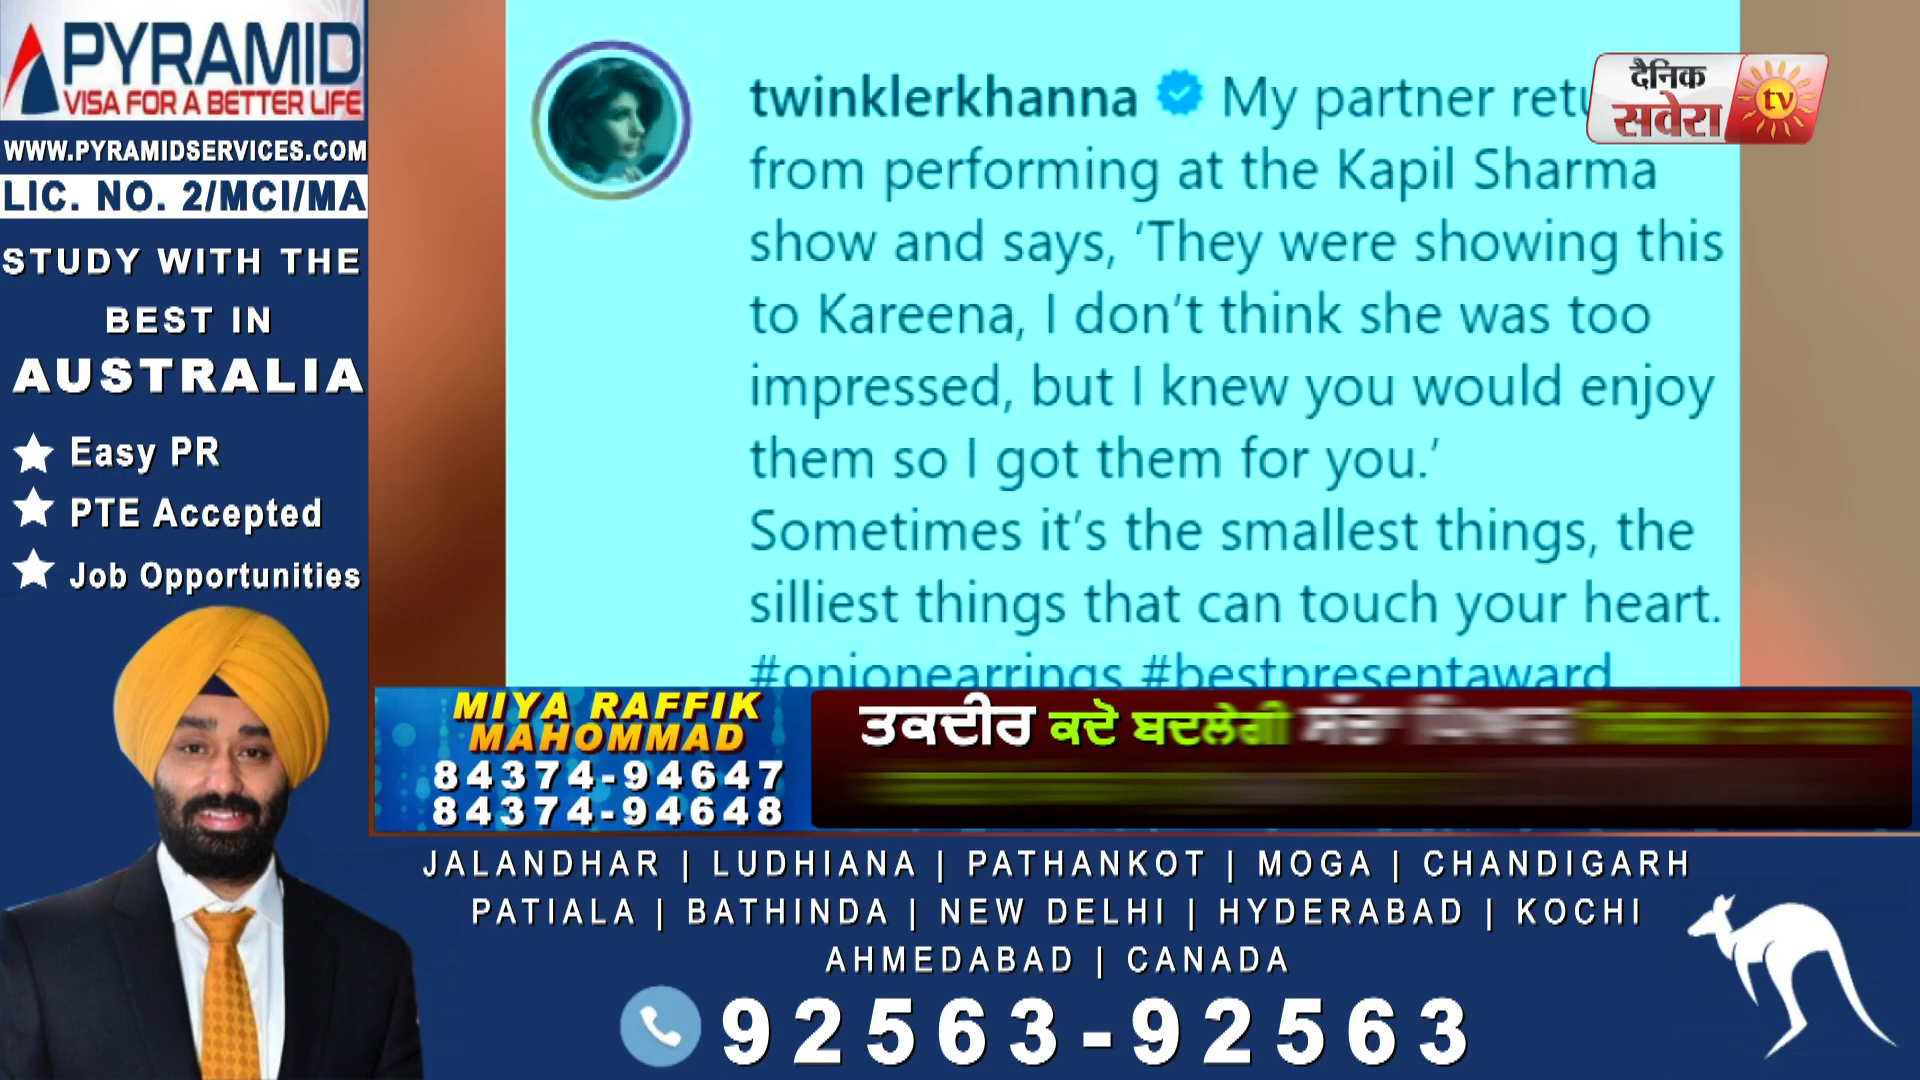 PYRAMID
VISA FOR A BETTER LIFE
WWW.PYRAMIDSERVICES.COM
LIC. NO. 2/MCI/MA
STUDY WITH THE
BEST IN
AUSTRALIA
Easy PR
PTE Accepted
Job Opportunities
twinklerkhanna My partner
from performing at the Kapil Sharma
show and says, ‘They were showing this
to Kareena, I don’t think she was too
impressed, but I knew you would enjoy
them so I got them for you.’
Sometimes it’s the smallest things, the
silliest things that can touch your heart.
#onionearrings #bestpresentaward
दैनिक
सवेरा
tv
MIYA RAFFIK
MAHOMMAD
84374-94647
84374-94648
ਤਕਦੀਰ ਕਦੋ ਬਦਲੇਗੀ
JALANDHAR | LUDHIANA | PATHANKOT | MOGA | CHANDIGARH
PATIALA | BATHINDA | NEW DELHI | HYDERABAD | KOCHI
AHMEDABAD | CANADA
92563-92563